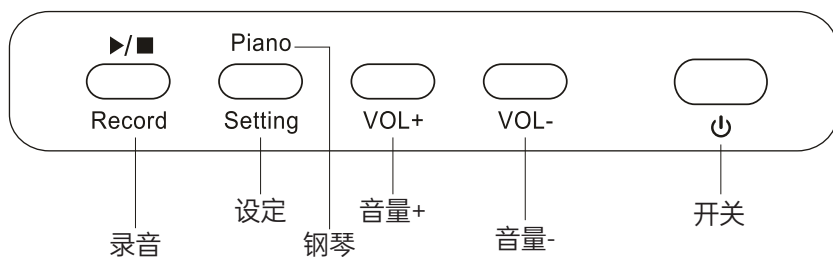 ▶/■ Piano
Record Setting VOL+ VOL- ⏻
设定 音量+ 开关
录音 钢琴 音量-